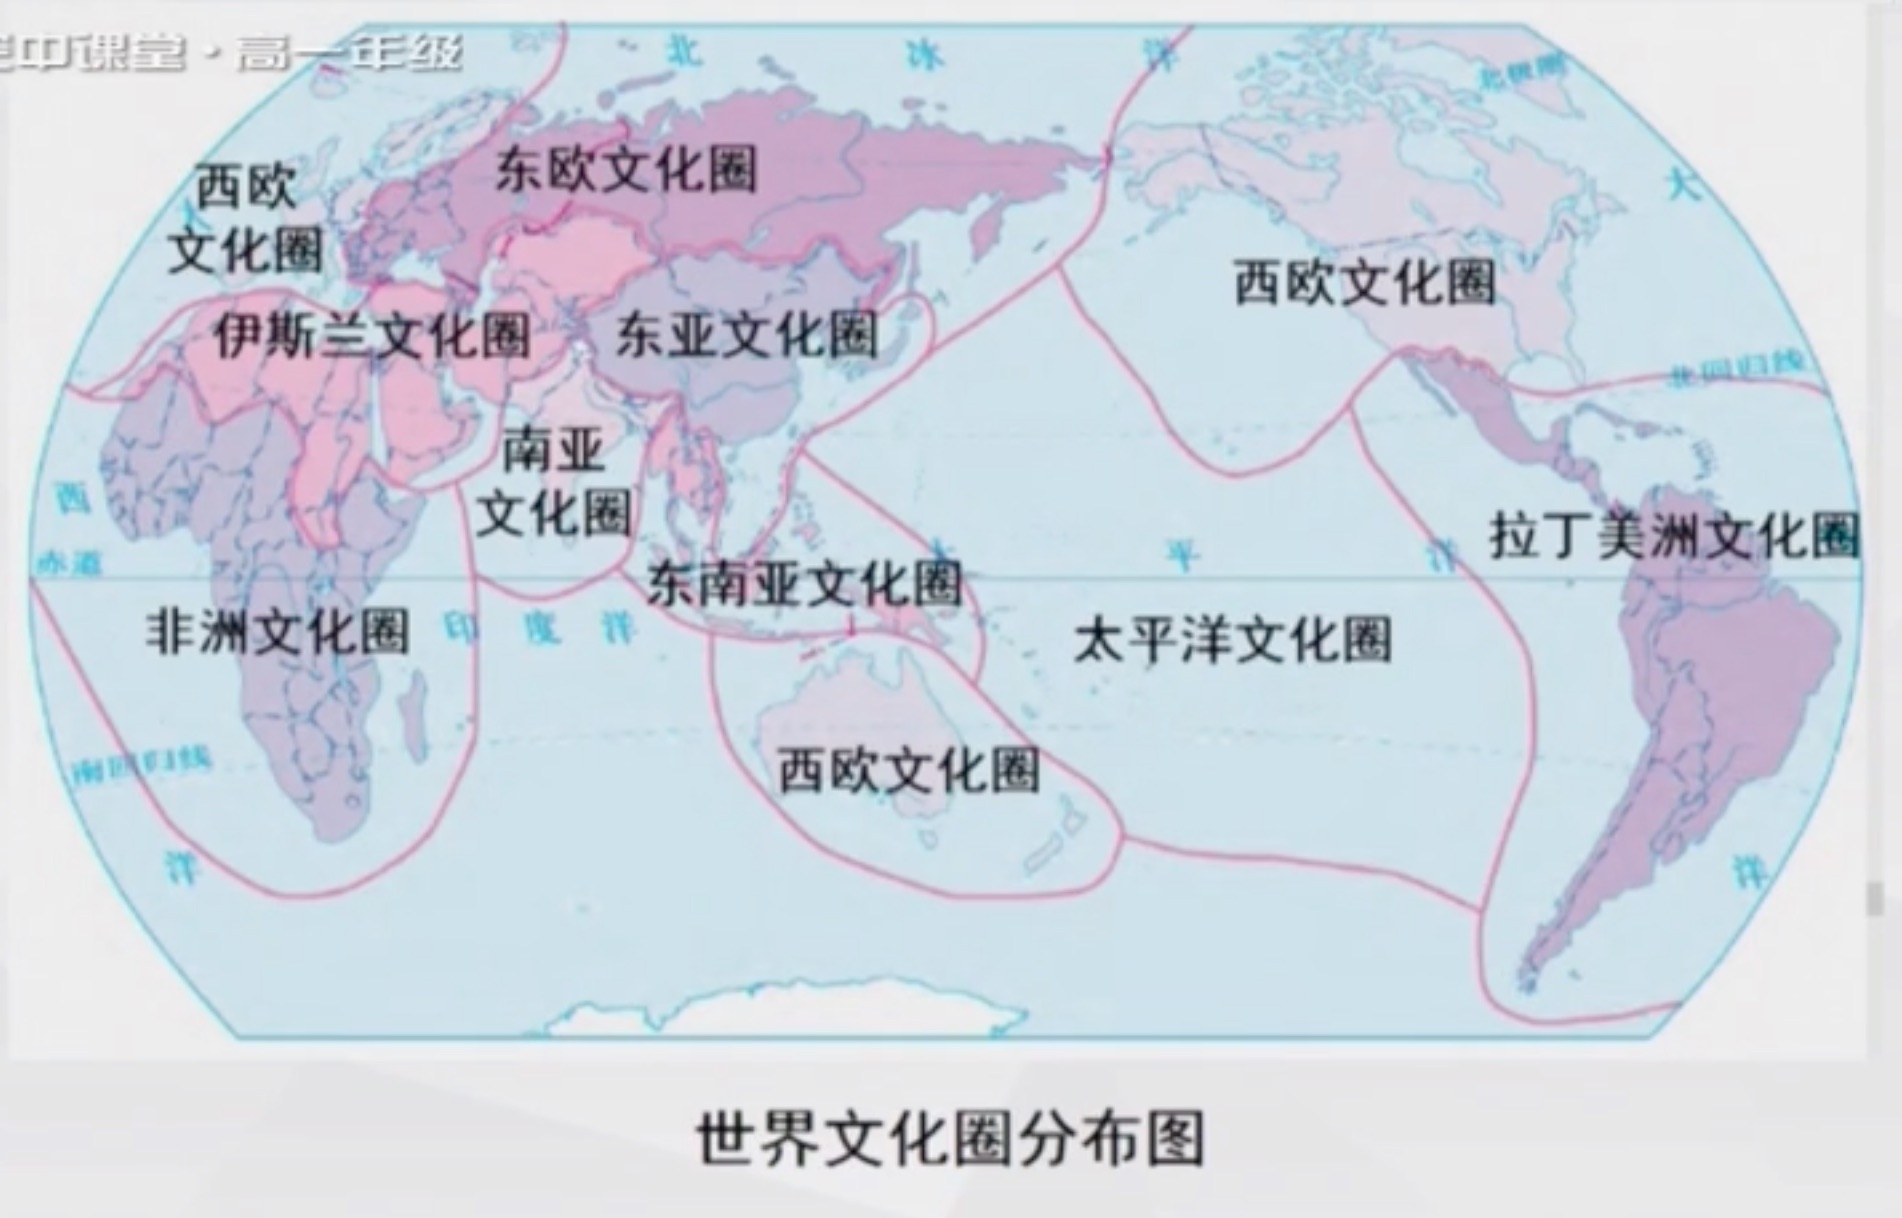 中课堂·高一年级
北 冰 洋
北极圈
西欧
文化圈
东欧文化圈
大
大
西欧文化圈
伊斯兰文化圈
东亚文化圈
北回归线
南亚
文化圈
西
拉丁美洲文化圈
赤道
太 平 洋
东南亚文化圈
非洲文化圈
印 度 洋
太平洋文化圈
南回归线
西欧文化圈
洋
洋
世界文化圈分布图